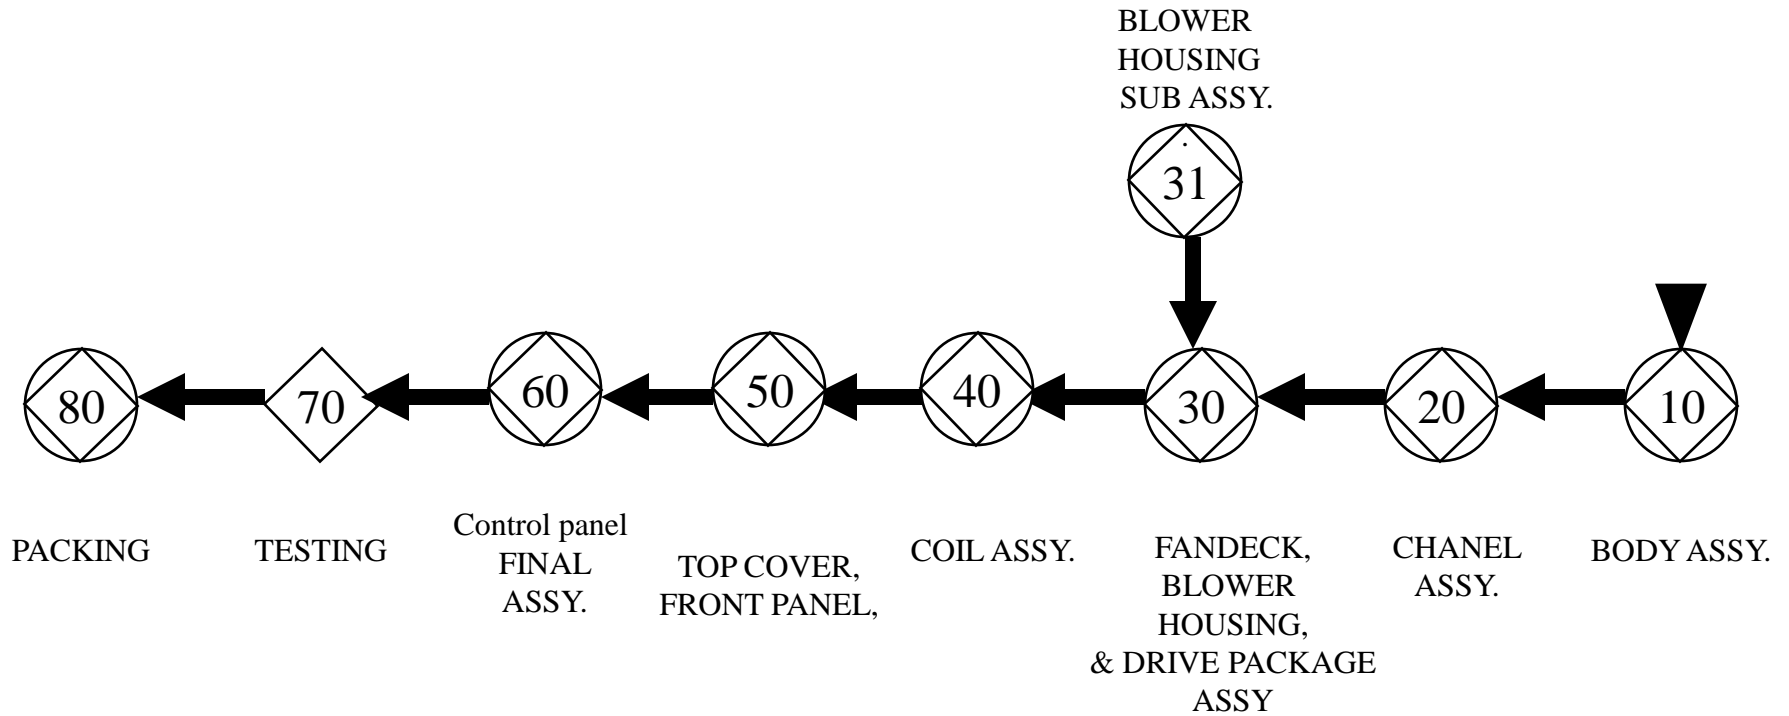 BLOWER
HOUSING
SUB ASSY.
31
80
70
60
50
40
30
20
10
PACKING
TESTING
Control panel
FINAL
ASSY.
TOP COVER,
FRONT PANEL,
COIL ASSY.
FANDECK,
BLOWER
HOUSING,
& DRIVE PACKAGE
ASSY
CHANEL
ASSY.
BODY ASSY.